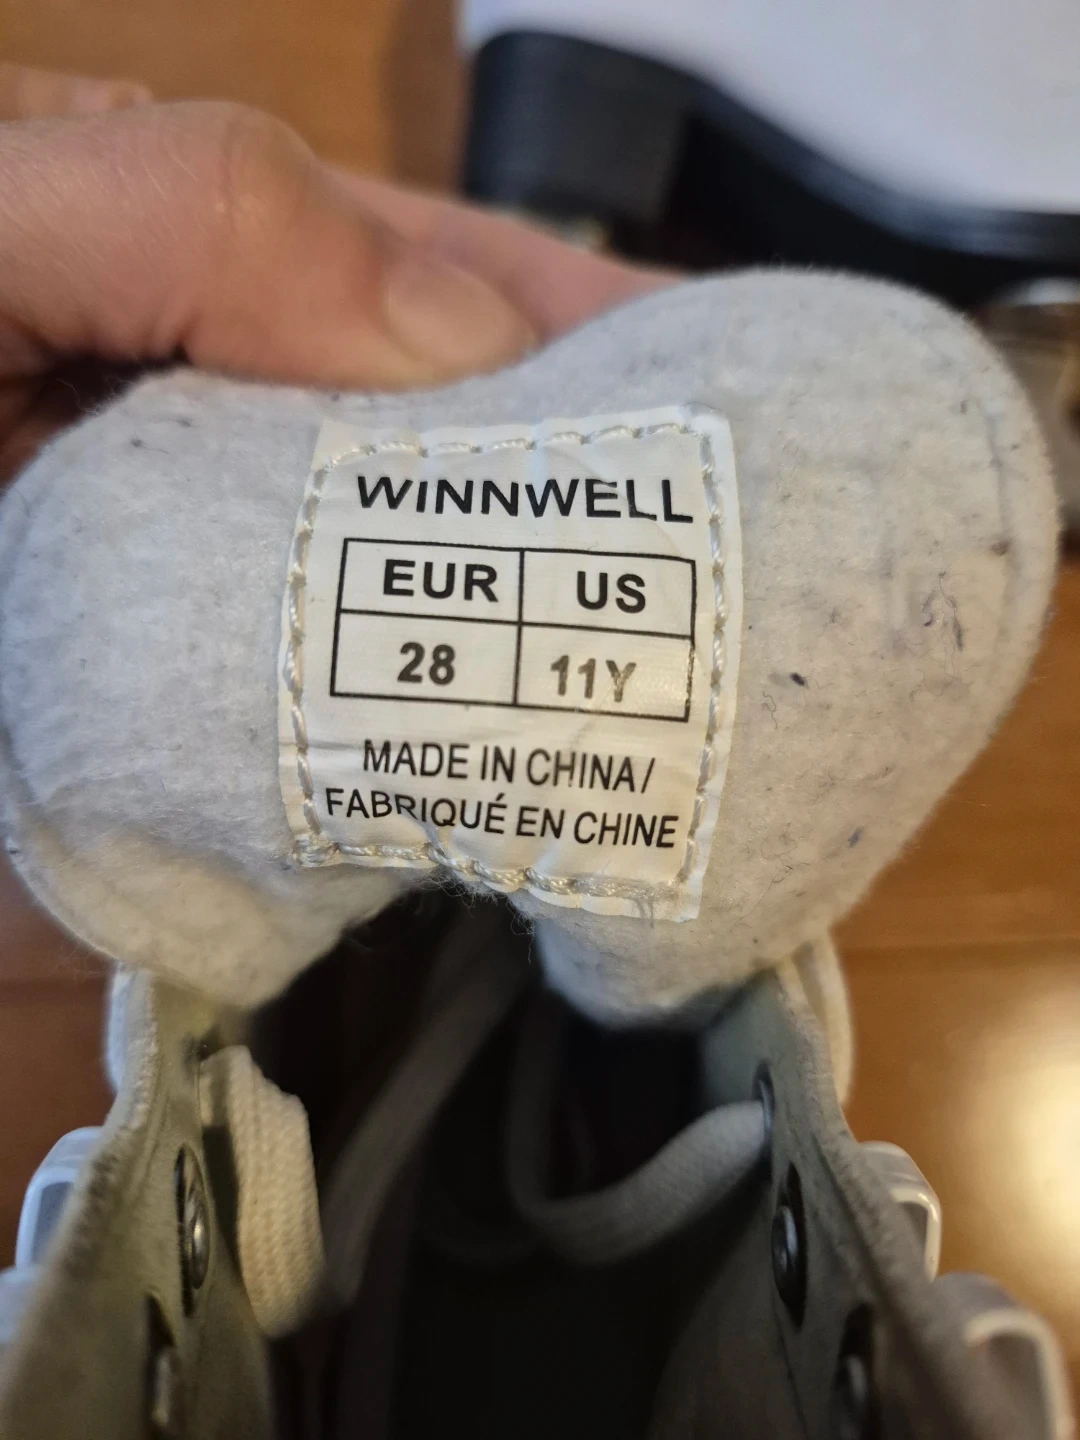 WINNWELL
EUR US
28 11Y
MADE IN CHINA/
FABRIQUÉ EN CHINE